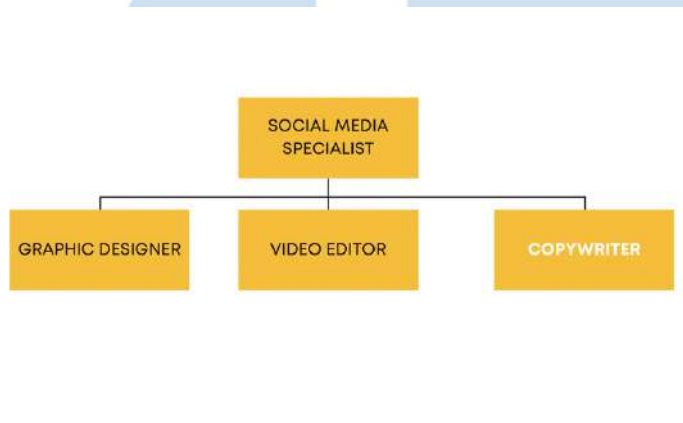 SOCIAL MEDIA
SPECIALIST
GRAPHIC DESIGNER
VIDEO EDITOR
COPYWRITER